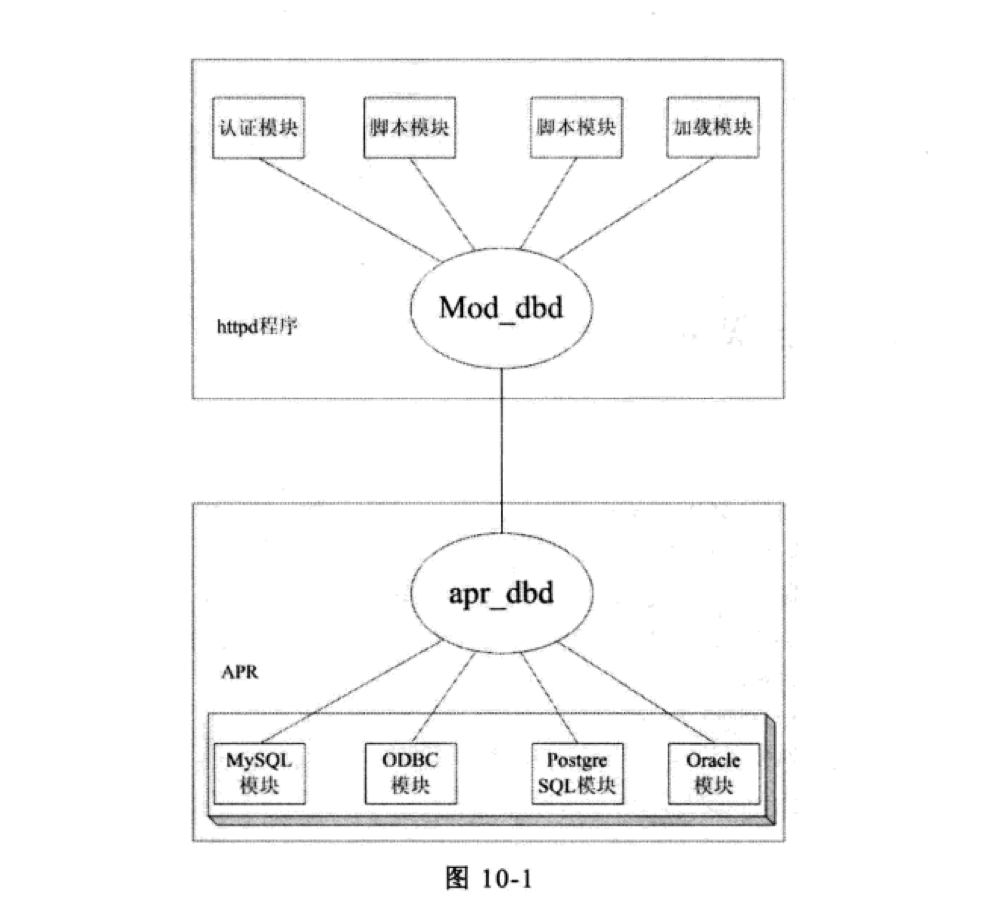 认证模块
脚本模块
脚本模块
加载模块
Mod_dbd
httpd程序
apr_dbd
APR
MySQL
模块
ODBC
模块
Postgre
SQL模块
Oracle
模块
图 10-1